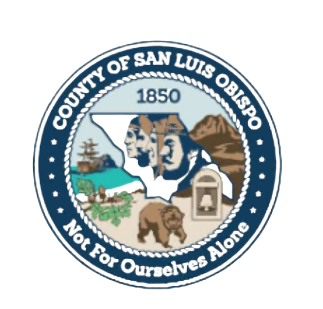 COUNTY OF SAN LUIS OBISPO
1850
Not For Ourselves Alone